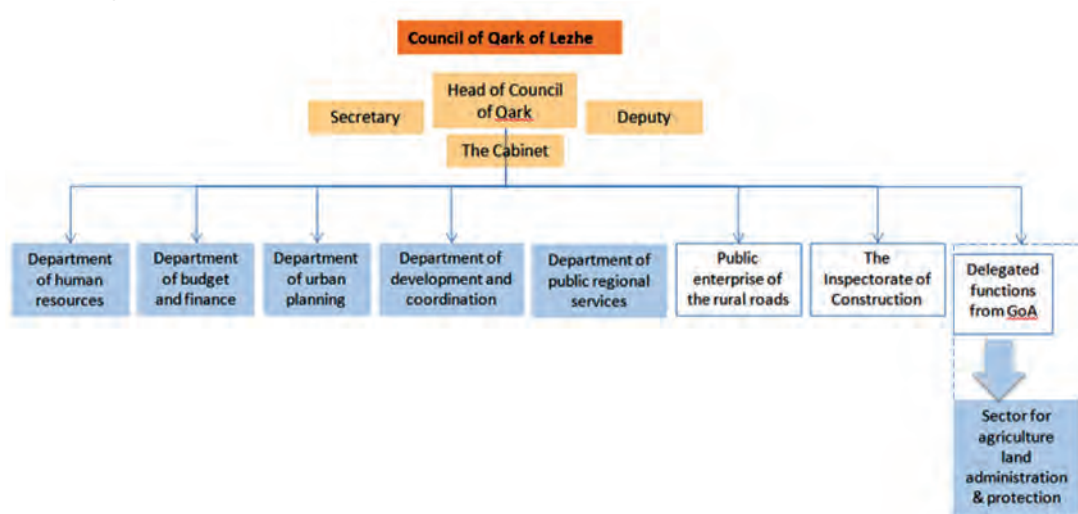 Council of Qark of Lezhe
Head of Council
of Qark
Secretary
Deputy
The Cabinet
Department
of human
resources
Department
of budget
and finance
Department
of urban
planning
Department of
development and
coordination
Department of
public regional
services
Public
enterprise of
the rural roads
The
Inspectorate of
Construction
Delegated
functions
from GoA
Sector for
agriculture
land
administration
& protection